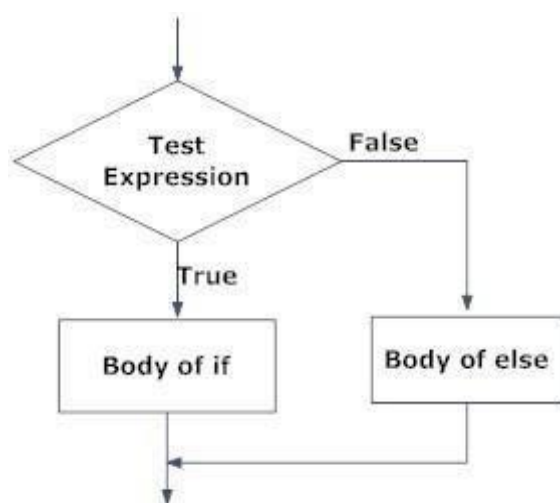 Test
Expression
False
True
Body of if
Body of else